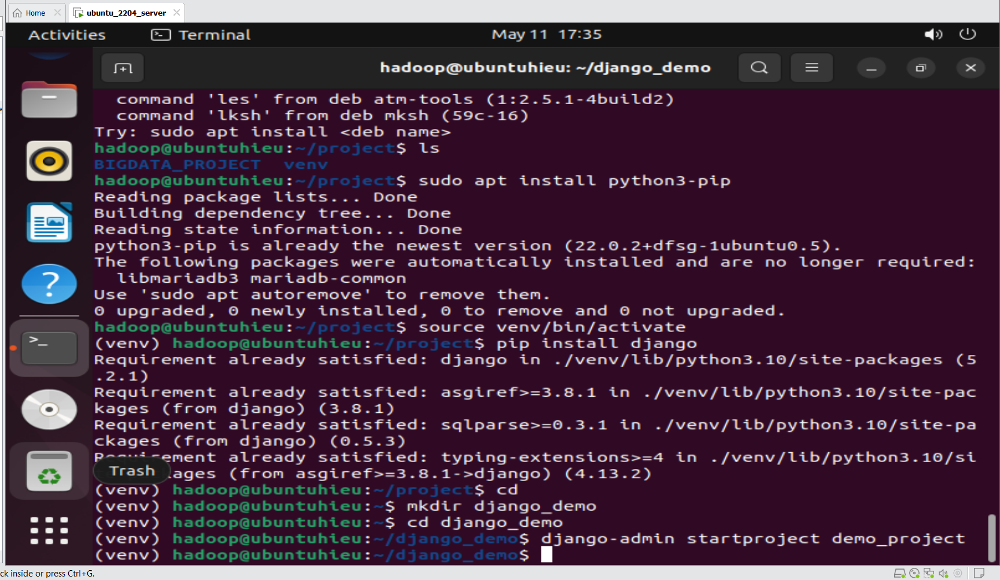 Home
ubuntu_2204_server
Activities
Terminal
May 11 17:35
hadoop@ubuntuhieu: ~/django_demo
command 'les' from deb atm-tools (1:2.5.1-4build2)
command 'lksh' from deb mksh (59c-16)
Try: sudo apt install <deb name>
hadoop@ubuntuhieu:~/project$ ls
BIGDATA_PROJECT venv
hadoop@ubuntuhieu:~/project$ sudo apt install python3-pip
Reading package lists... Done
Building dependency tree... Done
Reading state information... Done
python3-pip is already the newest version (22.0.2+dfsg-1ubuntu0.5).
The following packages were automatically installed and are no longer required:
libmariadb3 mariadb-common
Use 'sudo apt autoremove' to remove them.
0 upgraded, 0 newly installed, 0 to remove and 0 not upgraded.
hadoop@ubuntuhieu:~/project$ source venv/bin/activate
(venv) hadoop@ubuntuhieu:~/project$ pip install django
Requirement already satisfied: django in ./venv/lib/python3.10/site-packages (5
.2.1)
Requirement already satisfied: asgiref>=3.8.1 in ./venv/lib/python3.10/site-pac
kages (from django) (3.8.1)
Requirement already satisfied: sqlparse>=0.3.1 in ./venv/lib/python3.10/site-pa
ckages (from django) (0.5.3)
already satisfied: typing-extensions>=4 in ./venv/lib/python3.10/si
Trash
ages (from asgiref>=3.8.1->django) (4.13.2)
(venv) hadoop@ubuntuhieu:~/project$ cd
(venv) hadoop@ubuntuhieu:~$ mkdir django_demo
(venv) hadoop@ubuntuhieu:~$ cd django_demo
(venv) hadoop@ubuntuhieu:~/django_demo$ django-admin startproject demo_project
(venv) hadoop@ubuntuhieu:~/django_demo$
ck inside or press Ctrl+G.